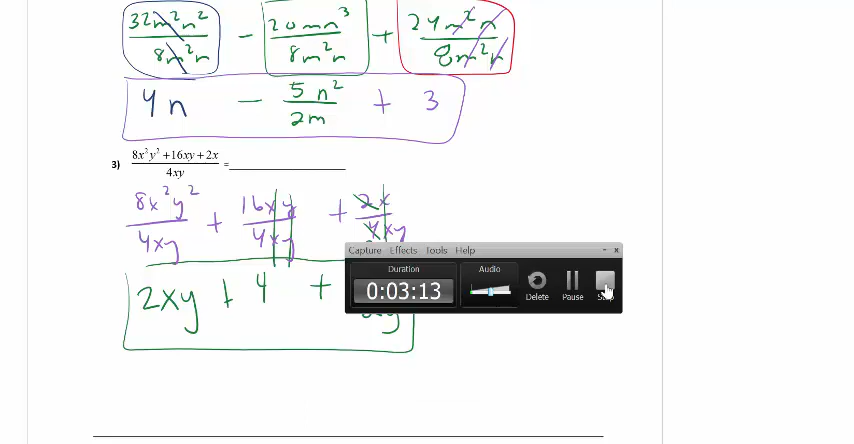 32m²n²/8m²n − 20mn³/8m²n + 24m²n/8m²n
4n − 5n²/2m + 3
3) 8x²y² +16xy + 2x / 4xy =__________
8x²y²/4xy + 16xy/4xy + 2x/4xy
Capture Effects Tools Help
Duration Audio
0:03:13 Delete Pause
2xy + 4 +